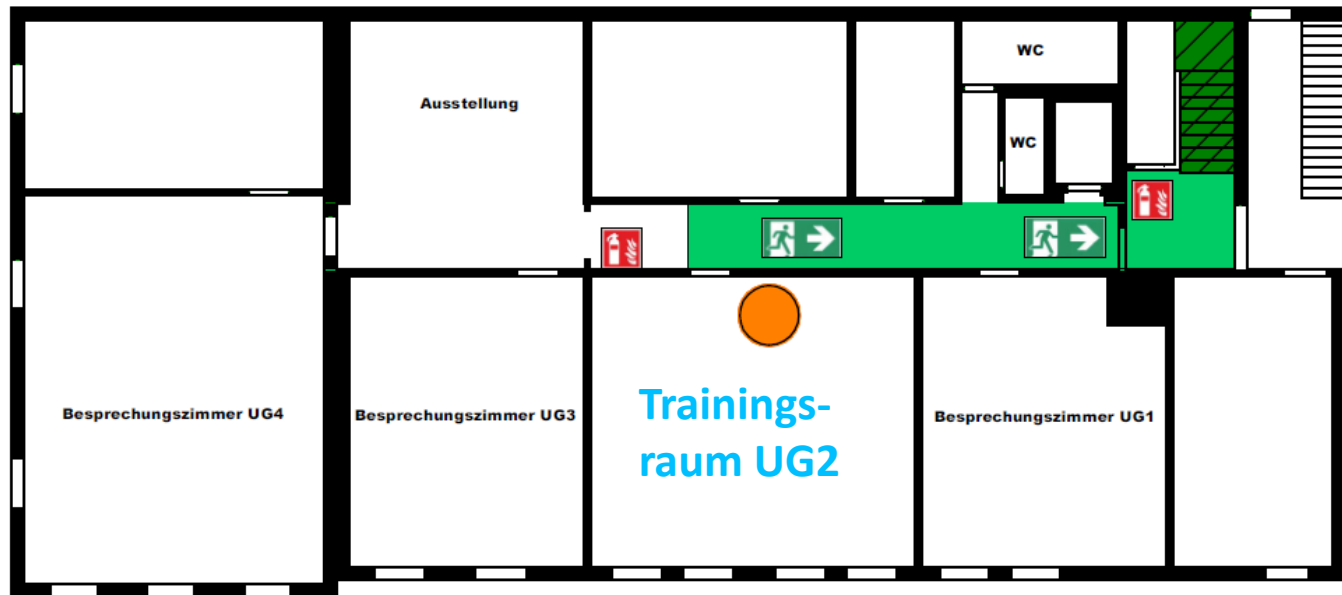 WC
Ausstellung
WC
Besprechungszimmer UG4
Besprechungszimmer UG3
Trainings-
raum UG2
Besprechungszimmer UG1